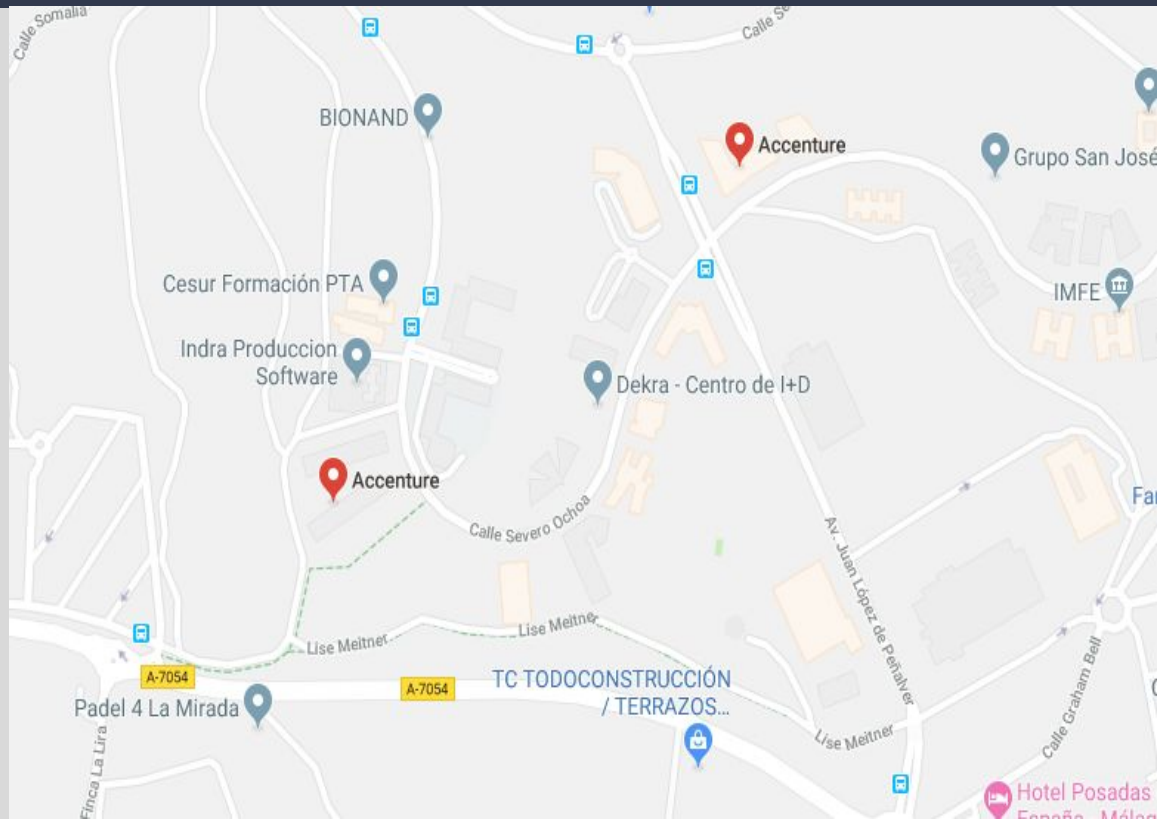 Calle Somalia
Calle Se
BIONAND
Accenture
Grupo San José
Cesur Formación PTA
IMFE
Indra Produccion
Software
Dekra - Centro de I+D
Accenture
Calle Severo Ochoa
Far
Av. Juan López de Peñalver
Lise Meitner
Lise Meitner
A-7054
A-7054
TC TODOCONSTRUCCIÓN
/ TERRAZOS...
Padel 4 La Mirada
Lise Meitner
Calle Graham Bell
Finca La Lira
Hotel Posadas
España - Málag